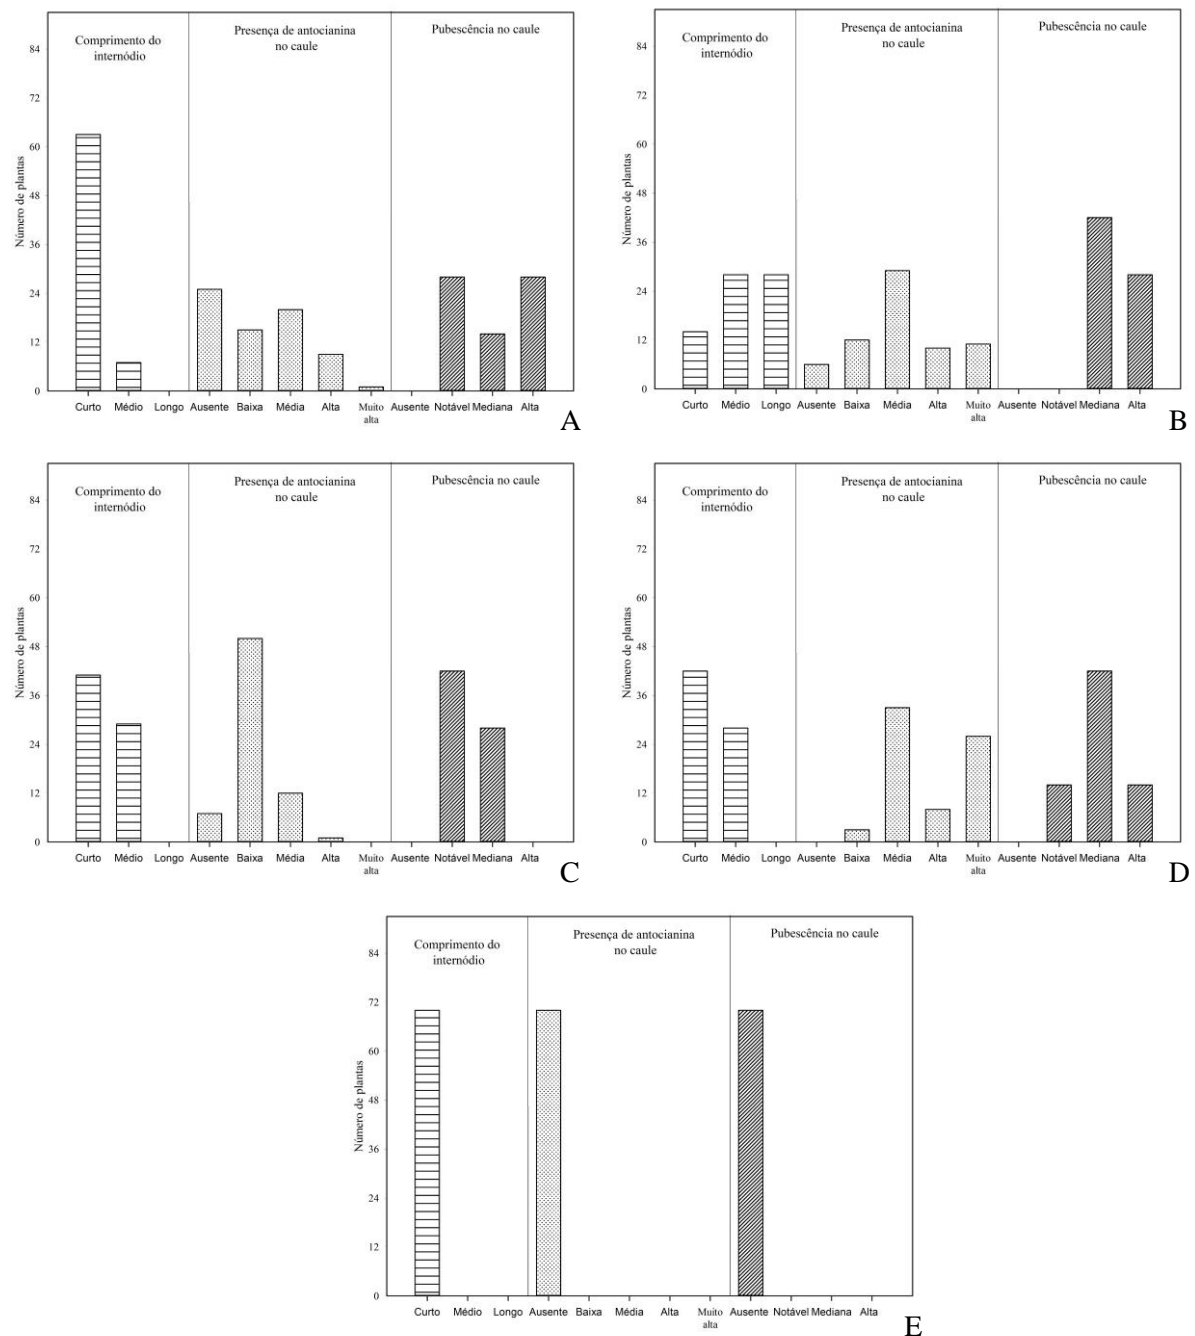 Comprimento do
internódio
Presença de antocianina
no caule
Pubescência no caule
Número de plantas
84
72
60
48
36
24
12
0
Curto Médio Longo Ausente Baixa Média Alta Muito
alta Ausente Notável Mediana Alta
A
Comprimento do
internódio
Presença de antocianina
no caule
Pubescência no caule
Número de plantas
84
72
60
48
36
24
12
0
Curto Médio Longo Ausente Baixa Média Alta Muito
alta Ausente Notável Mediana Alta
B
Comprimento do
internódio
Presença de antocianina
no caule
Pubescência no caule
Número de plantas
84
72
60
48
36
24
12
0
Curto Médio Longo Ausente Baixa Média Alta Muito
alta Ausente Notável Mediana Alta
C
Comprimento do
internódio
Presença de antocianina
no caule
Pubescência no caule
Número de plantas
84
72
60
48
36
24
12
0
Curto Médio Longo Ausente Baixa Média Alta Muito
alta Ausente Notável Mediana Alta
D
Comprimento do
internódio
Presença de antocianina
no caule
Pubescência no caule
Número de plantas
84
72
60
48
36
24
12
0
Curto Médio Longo Ausente Baixa Média Alta Muito
alta Ausente Notável Mediana Alta
E